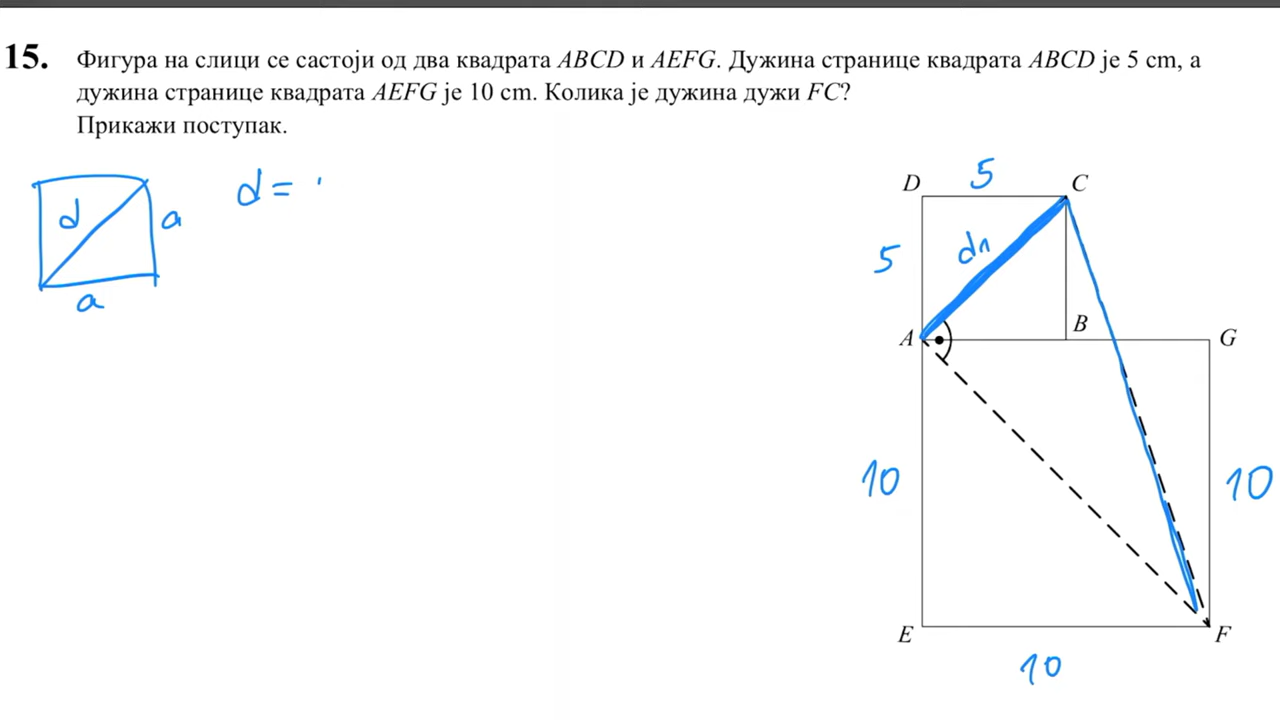 15. Фигура на слици се састоји од два квадрата ABCD и AEFG. Дужина странице квадрата ABCD је 5 cm, а
дужина странице квадрата AEFG је 10 cm. Колика је дужина дужи FC?
Прикажи поступак.
d
a
a
d =
D
5
C
5
d1
A
B
G
10
10
E
F
10